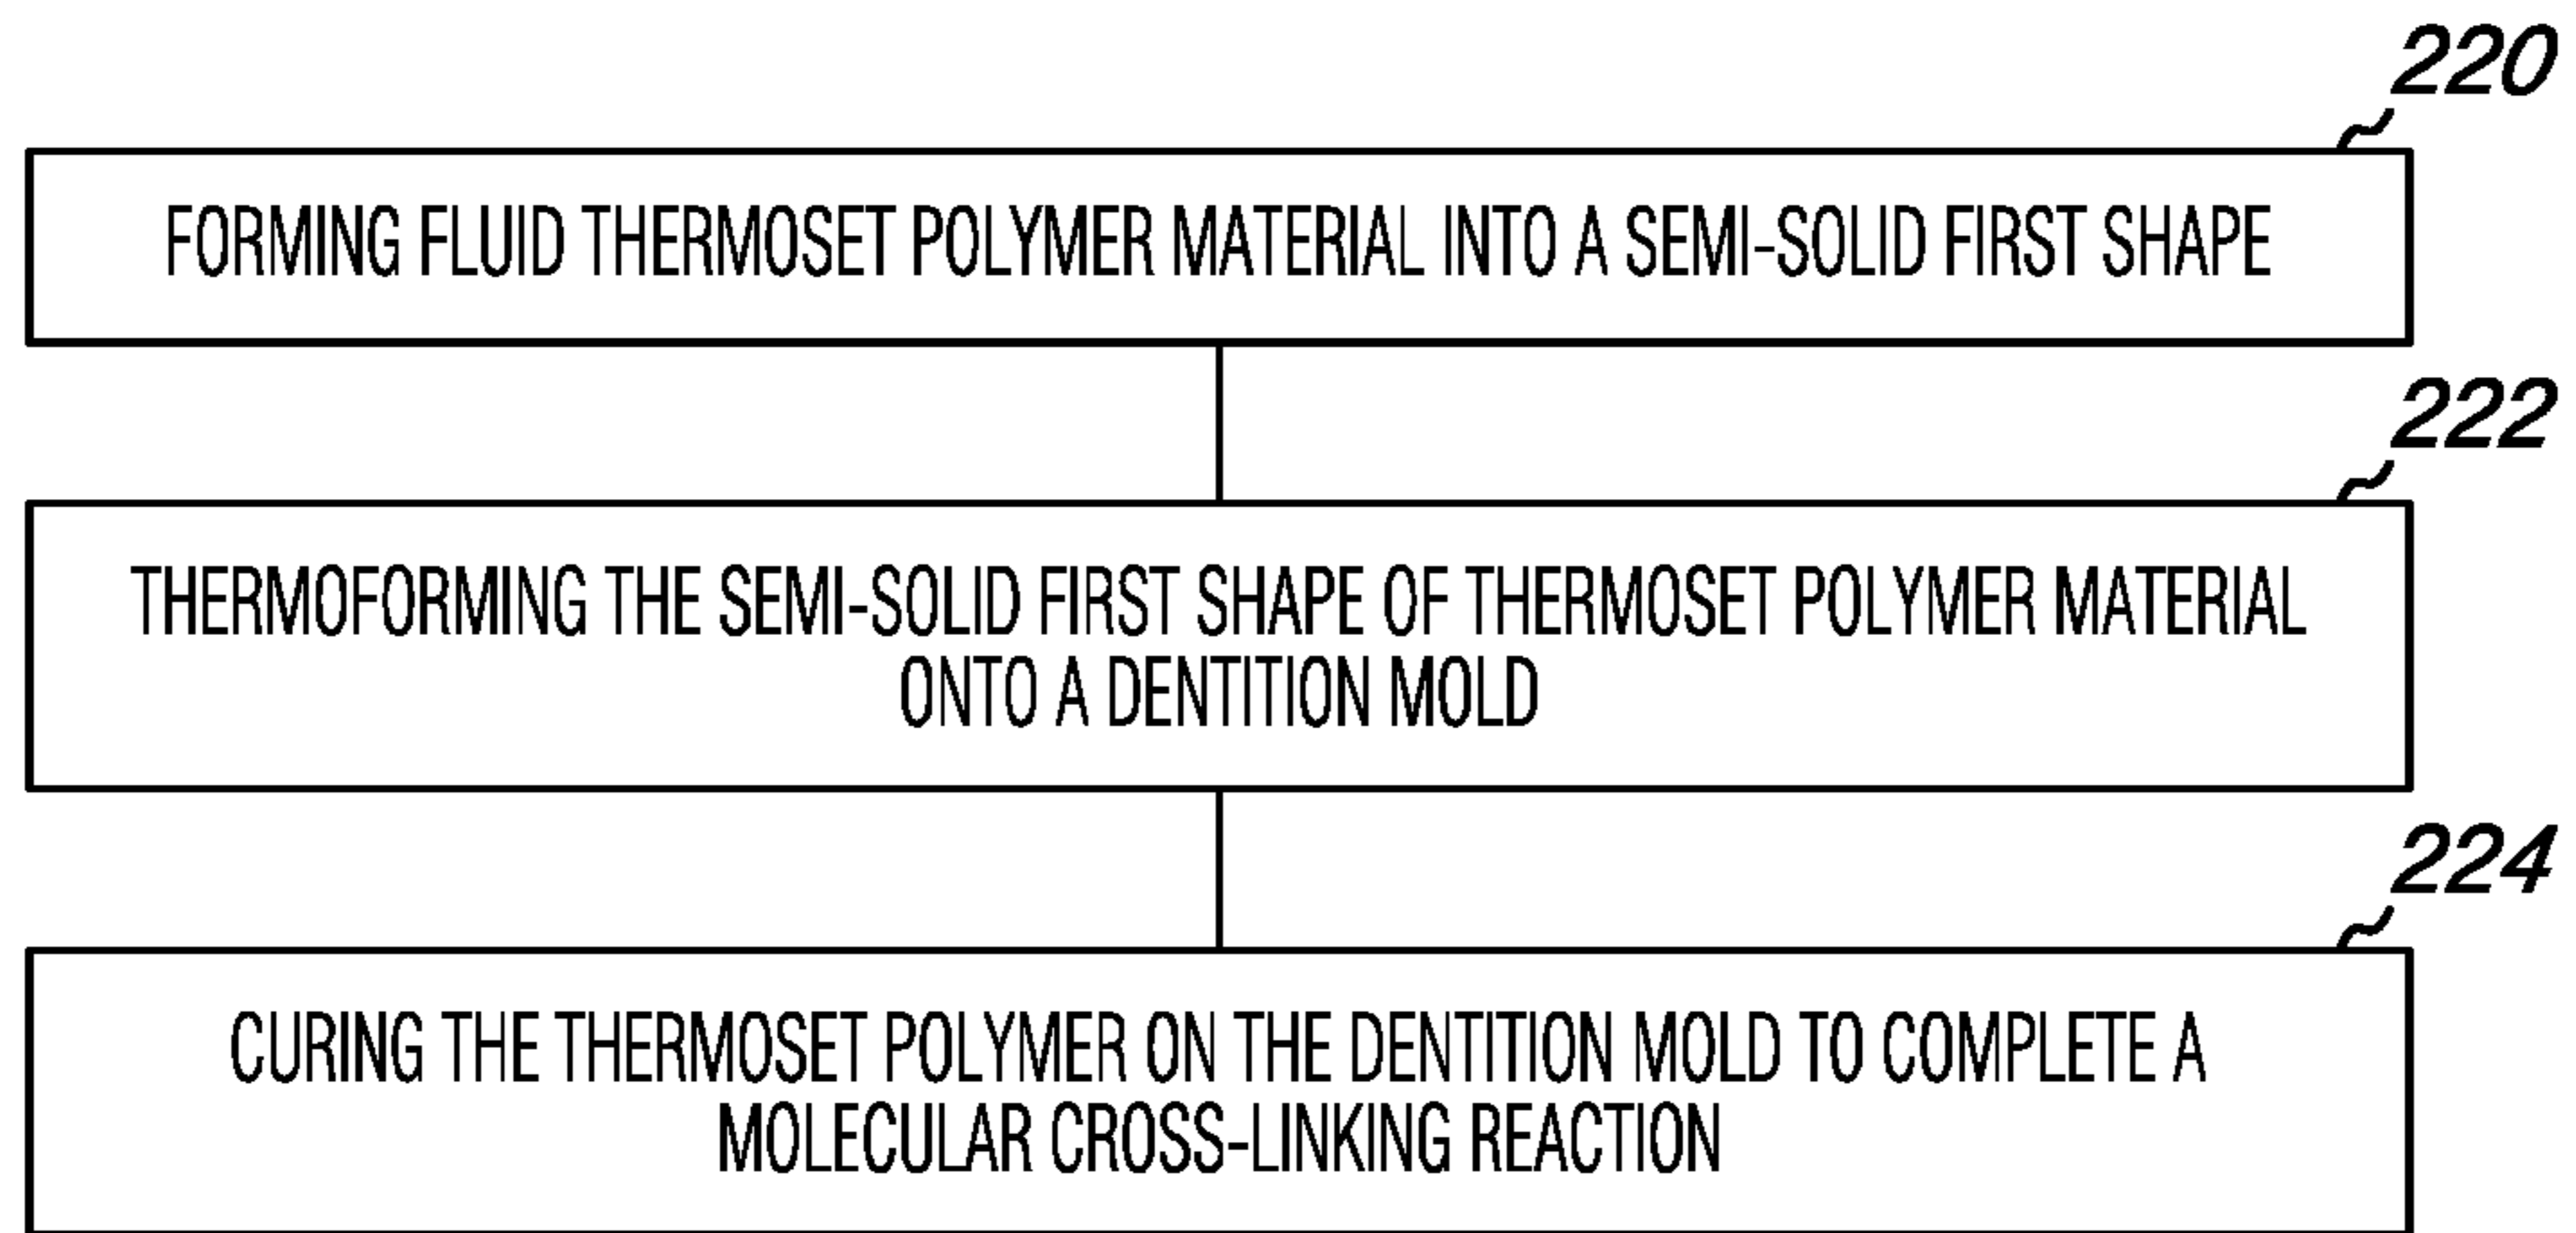 220
FORMING FLUID THERMOSET POLYMER MATERIAL INTO A SEMI-SOLID FIRST SHAPE
222
THERMOFORMING THE SEMI-SOLID FIRST SHAPE OF THERMOSET POLYMER MATERIAL
ONTO A DENTITION MOLD
224
CURING THE THERMOSET POLYMER ON THE DENTITION MOLD TO COMPLETE A
MOLECULAR CROSS-LINKING REACTION